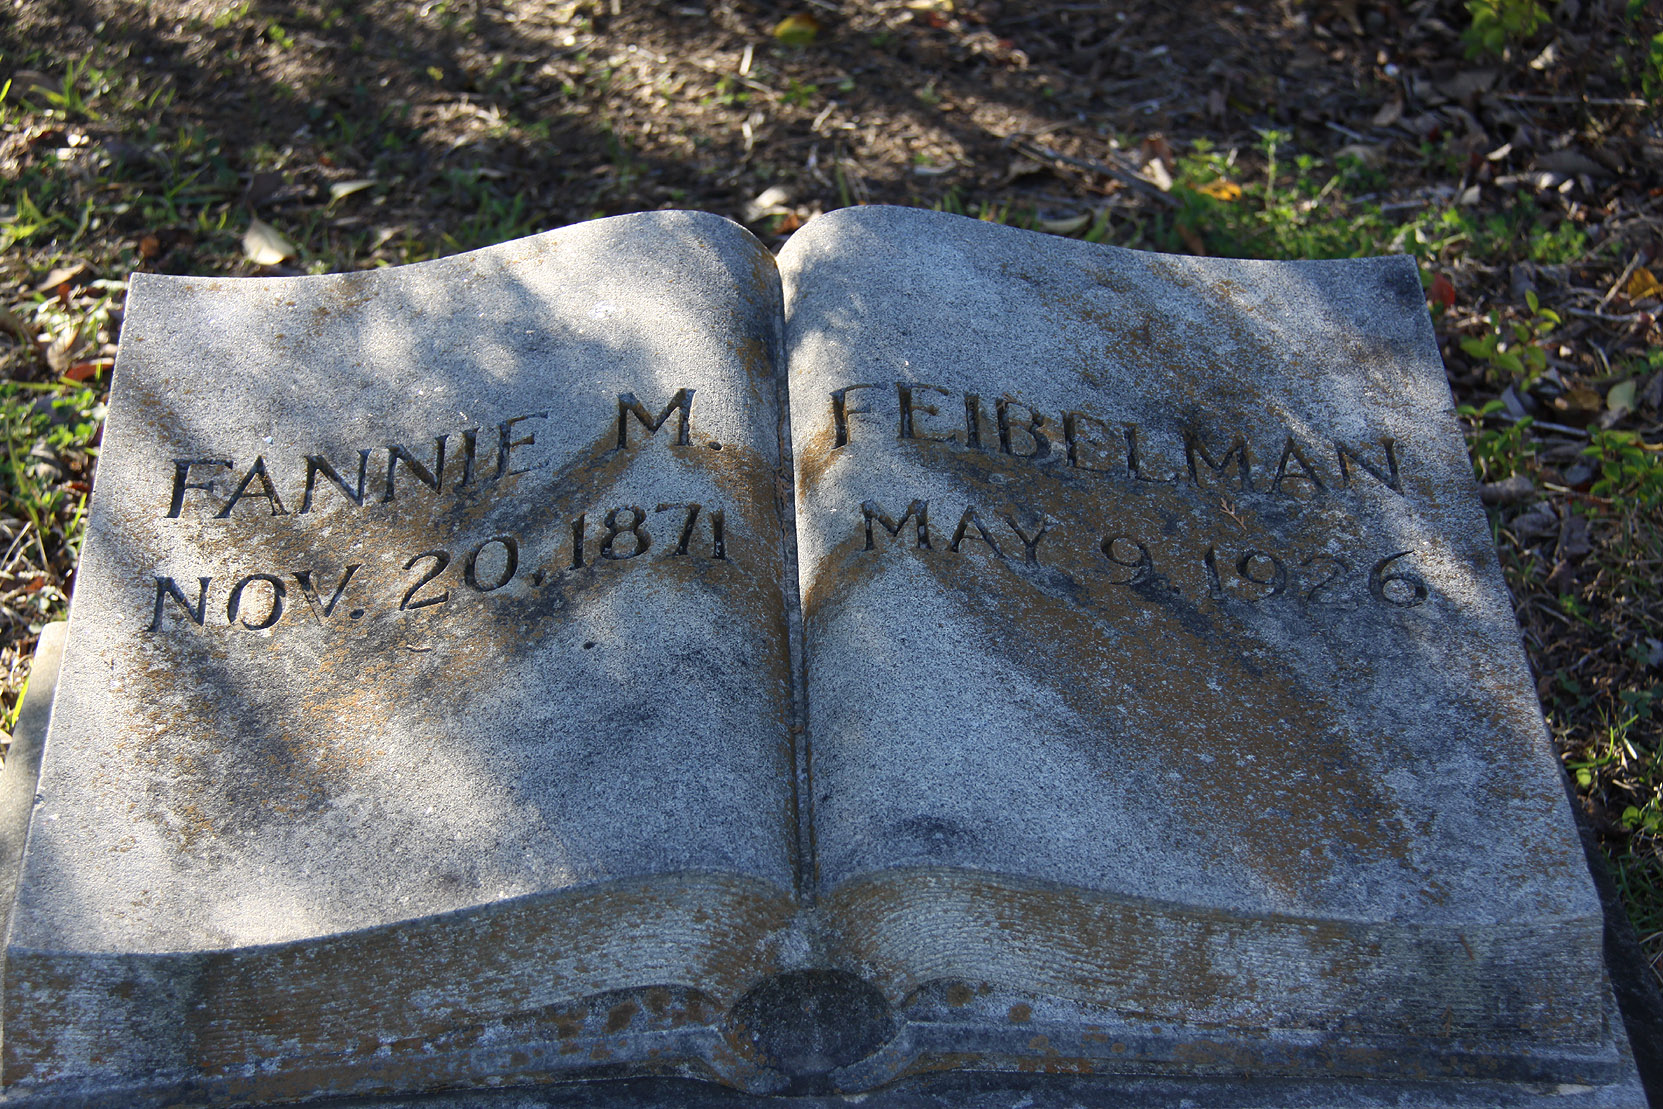 FANNIE M. FEIBELMAN
NOV. 20, 1871 MAY 9, 1926